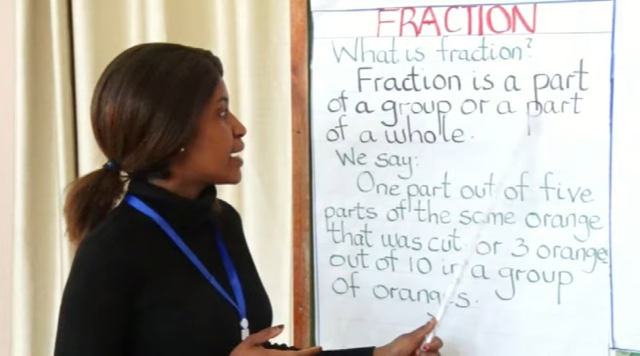 FRACTION
What is fraction?
Fraction is a part
of a group or a part
of a whole.
We say:
One part out of five
parts of the same orange
that was cut or 3 orange
out of 10 in a group
of oranges.